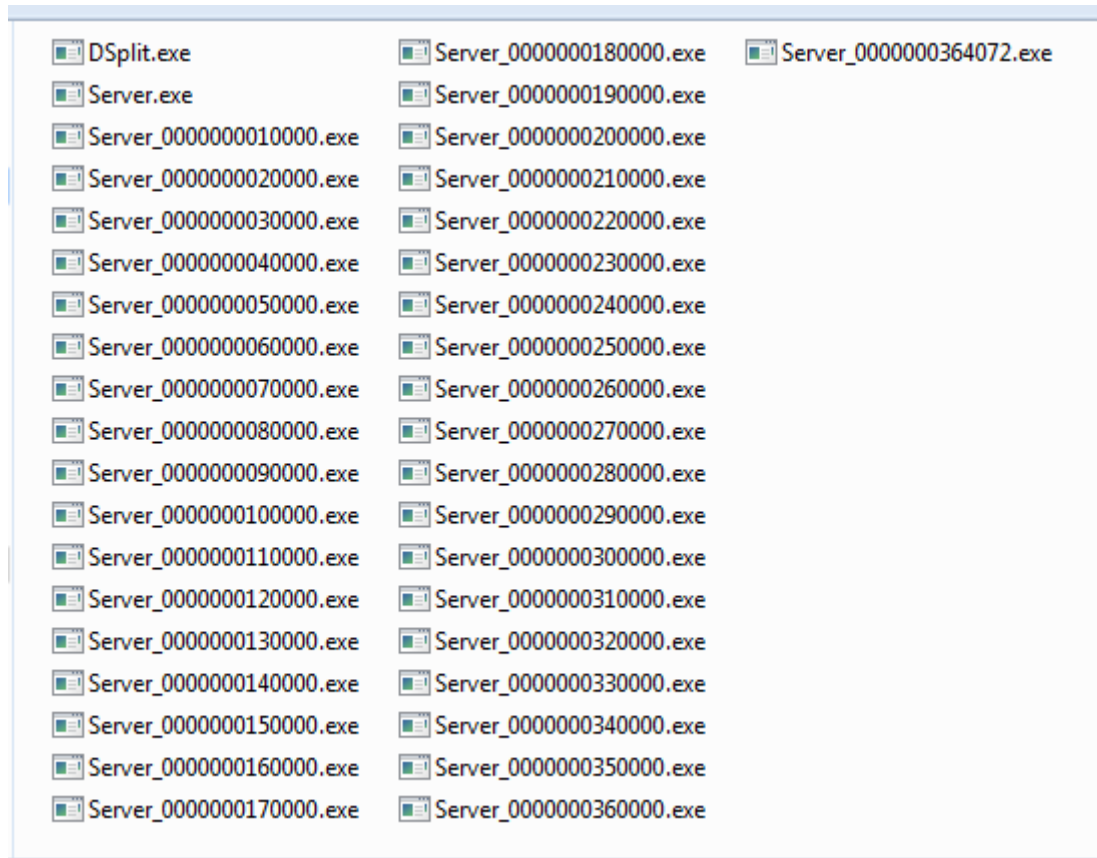 DSplit.exe
Server.exe
Server_0000000010000.exe
Server_0000000020000.exe
Server_0000000030000.exe
Server_0000000040000.exe
Server_0000000050000.exe
Server_0000000060000.exe
Server_0000000070000.exe
Server_0000000080000.exe
Server_0000000090000.exe
Server_0000000100000.exe
Server_0000000110000.exe
Server_0000000120000.exe
Server_0000000130000.exe
Server_0000000140000.exe
Server_0000000150000.exe
Server_0000000160000.exe
Server_0000000170000.exe
Server_0000000180000.exe
Server_0000000190000.exe
Server_0000000200000.exe
Server_0000000210000.exe
Server_0000000220000.exe
Server_0000000230000.exe
Server_0000000240000.exe
Server_0000000250000.exe
Server_0000000260000.exe
Server_0000000270000.exe
Server_0000000280000.exe
Server_0000000290000.exe
Server_0000000300000.exe
Server_0000000310000.exe
Server_0000000320000.exe
Server_0000000330000.exe
Server_0000000340000.exe
Server_0000000350000.exe
Server_0000000360000.exe
Server_0000000364072.exe